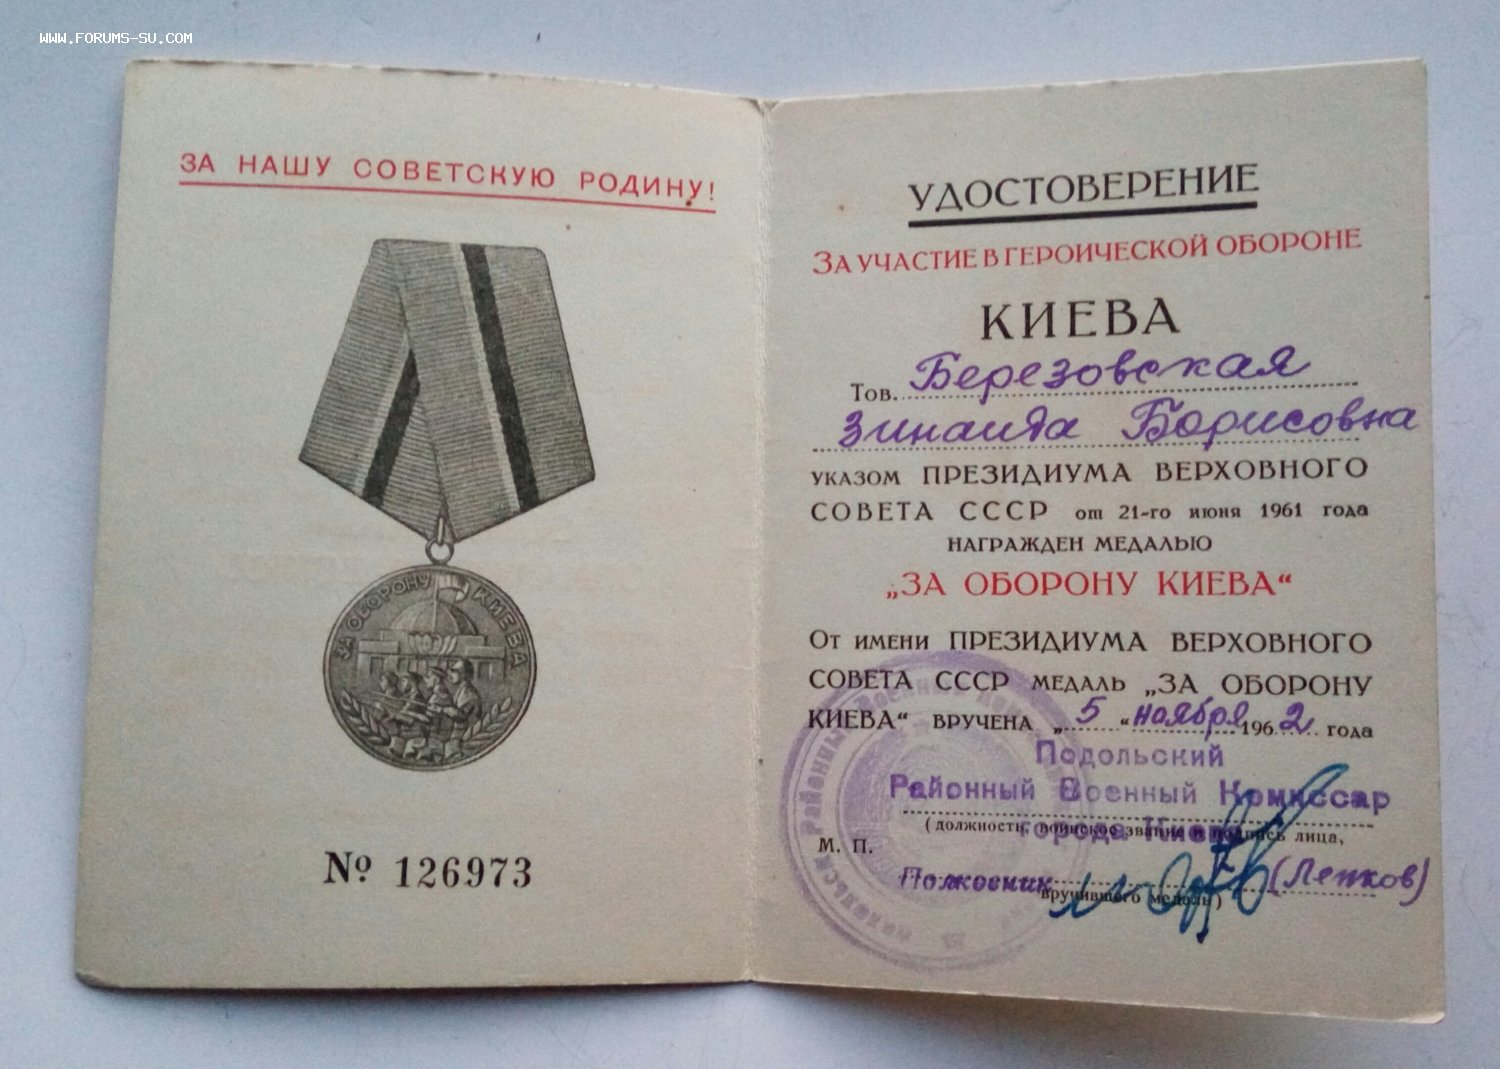 WWW.FORUMS-SU.COM
ЗА НАШУ СОВЕТСКУЮ РОДИНУ!
ЗА ОБОРОНУ КИЕВА
№ 126973
УДОСТОВЕРЕНИЕ
ЗА УЧАСТИЕ В ГЕРОИЧЕСКОЙ ОБОРОНЕ
КИЕВА
Тов. Березовская
Зинаида Борисовна
УКАЗОМ ПРЕЗИДИУМА ВЕРХОВНОГО
СОВЕТА СССР от 21-го июня 1961 года
НАГРАЖДЕН МЕДАЛЬЮ
„ЗА ОБОРОНУ КИЕВА“
От имени ПРЕЗИДИУМА ВЕРХОВНОГО
СОВЕТА СССР медаль „ЗА ОБОРОНУ
КИЕВА“ вручена „5“ ноября 1962 года
Подольский
Районный Военный Комиссар
города Киева
(должность, воинское звание и подпись лица,
М. П.
Полковник (Лепков)
вручившего медаль)